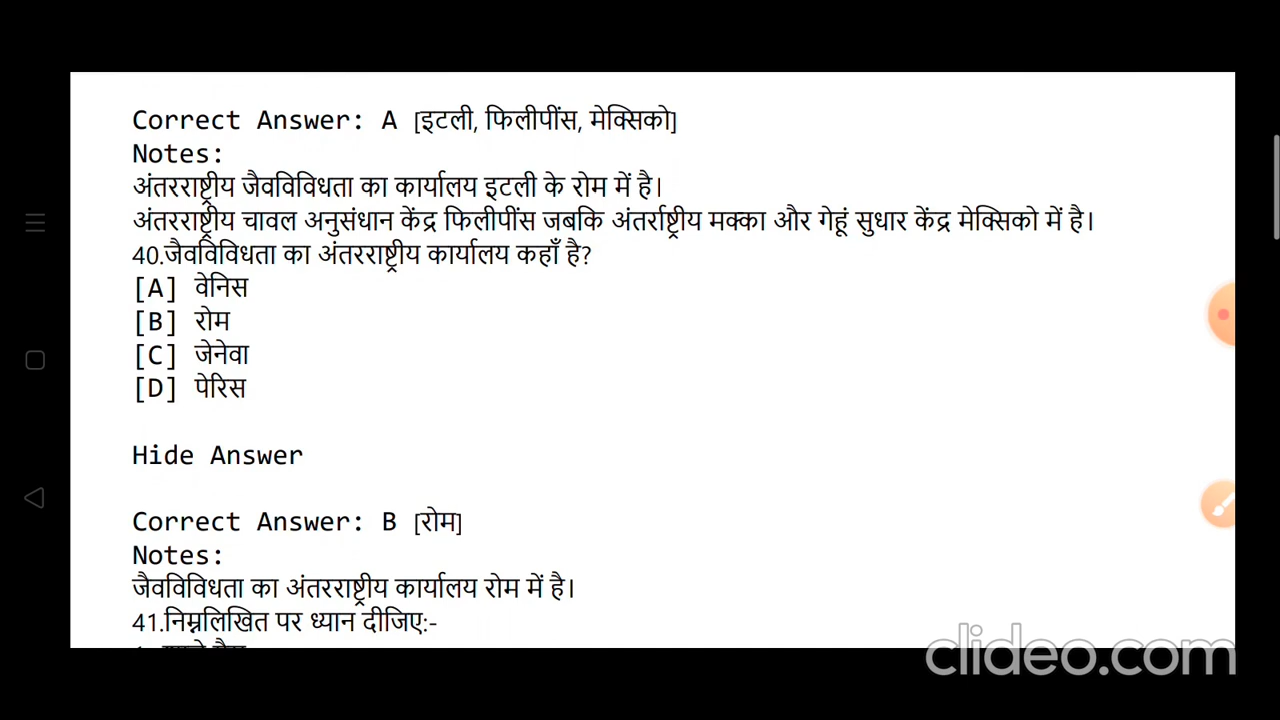 Correct Answer: A [इटली, फिलीपींस, मेक्सिको]
Notes:
अंतरराष्ट्रीय जैवविविधता का कार्यालय इटली के रोम में है।
अंतरराष्ट्रीय चावल अनुसंधान केंद्र फिलीपींस जबकि अंतर्राष्ट्रीय मक्का और गेहूं सुधार केंद्र मेक्सिको में है।
40.जैवविविधता का अंतरराष्ट्रीय कार्यालय कहाँ है?
[A] वेनिस
[B] रोम
[C] जेनेवा
[D] पेरिस
Hide Answer
Correct Answer: B [रोम]
Notes:
जैवविविधता का अंतरराष्ट्रीय कार्यालय रोम में है।
41.निम्नलिखित पर ध्यान दीजिए:-
clideo.com